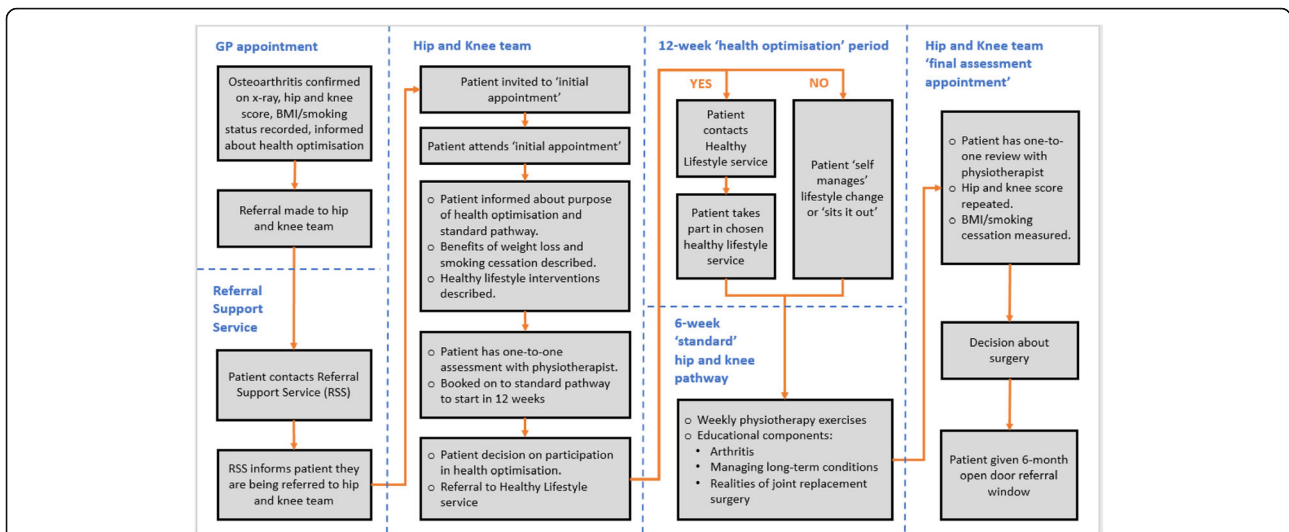 GP appointment
Osteoarthritis confirmed
on x-ray, hip and knee
score, BMI/smoking
status recorded, informed
about health optimisation
Referral made to hip
and knee team
Referral
Support
Service
Patient contacts Referral
Support Service (RSS)
RSS informs patient they
are being referred to hip
and knee team
Hip and Knee team
Patient invited to ‘initial
appointment’
Patient attends ‘initial appointment’
o Patient informed about purpose
of health optimisation and
standard pathway.
o Benefits of weight loss and
smoking cessation described.
o Healthy lifestyle interventions
described.
o Patient has one-to-one
assessment with physiotherapist.
o Booked on to standard pathway
to start in 12 weeks
o Patient decision on participation
in health optimisation.
o Referral to Healthy Lifestyle
service
12-week ‘health optimisation’ period
YES
NO
Patient
contacts
Healthy
Lifestyle service
Patient takes
part in chosen
healthy lifestyle
service
Patient ‘self
manages’
lifestyle change
or ‘sits it out’
6-week
‘standard’
hip and knee
pathway
o Weekly physiotherapy exercises
o Educational components:
• Arthritis
• Managing long-term conditions
• Realities of joint replacement
surgery
Hip and Knee team
‘final assessment
appointment’
o Patient has one-to-
one review with
physiotherapist
o Hip and knee score
repeated.
o BMI/smoking
cessation measured.
Decision about
surgery
Patient given 6-month
open door referral
window